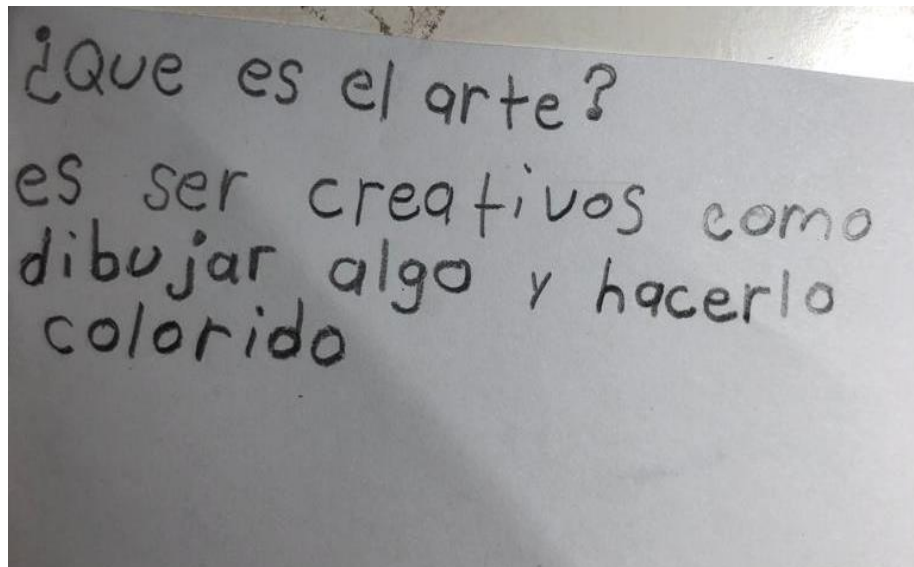 ¿Que es el arte?
es ser creativos como
dibujar algo y hacerlo
colorido